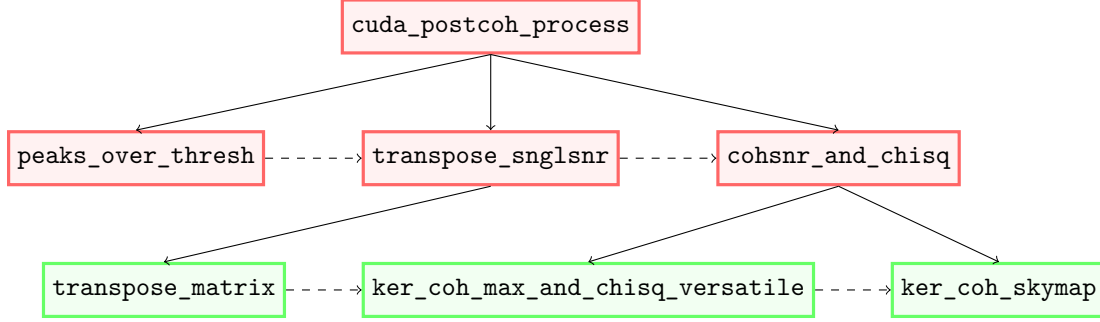 cuda_postcoh_process
peaks_over_thresh
transpose_snglsnr
cohsnr_and_chisq
transpose_matrix
ker_coh_max_and_chisq_versatile
ker_coh_skymap